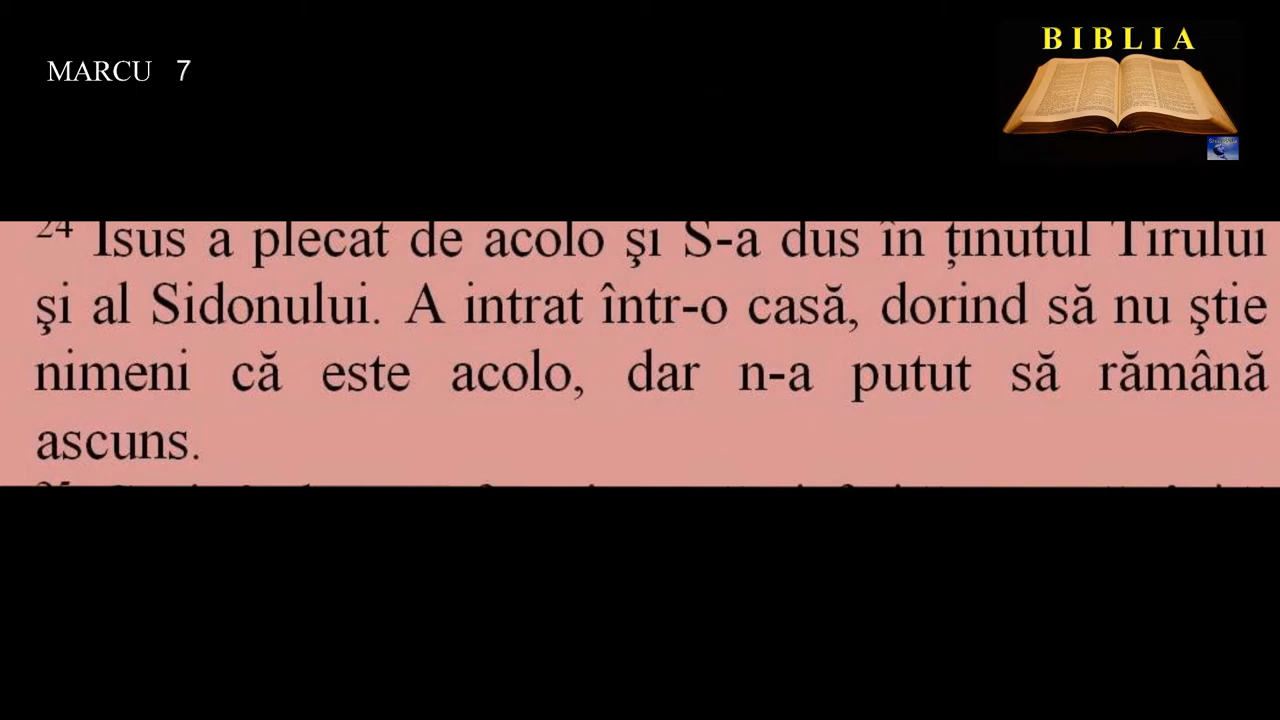 BIBLIA
MARCU 7
24 Isus a plecat de acolo şi S-a dus în ţinutul Tirului
şi al Sidonului. A intrat într-o casă, dorind să nu ştie
nimeni că este acolo, dar n-a putut să rămână
ascuns.